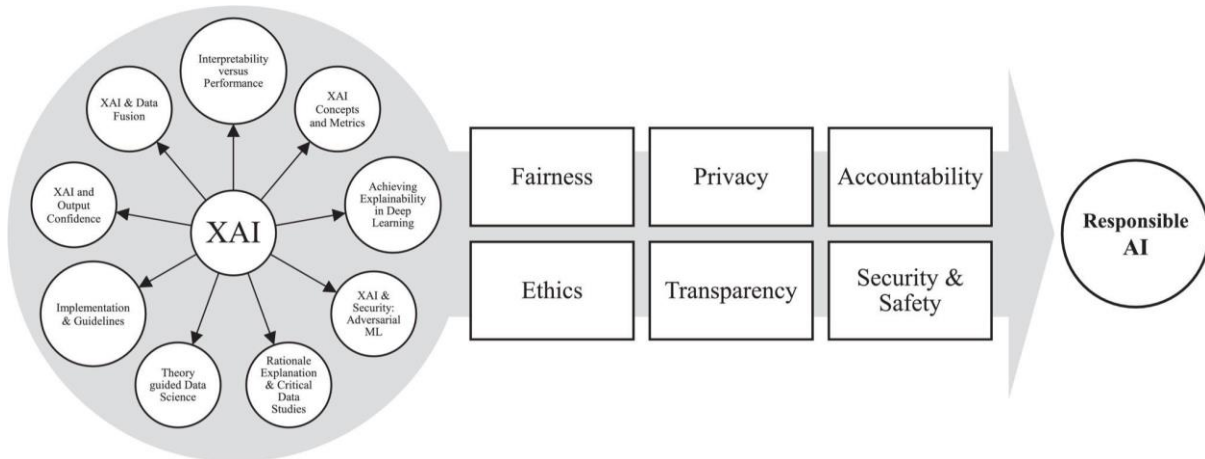 Interpretability
versus
Performance
XAI & Data
Fusion
XAI
Concepts
and Metrics
XAI and
Output
Confidence
Achieving
Explainability
in Deep
Learning
XAI
Implementation
& Guidelines
XAI &
Security:
Adversarial
ML
Theory
guided Data
Science
Rationale
Explanation
& Critical
Data
Studies
Fairness
Privacy
Accountability
Ethics
Transparency
Security &
Safety
Responsible
AI